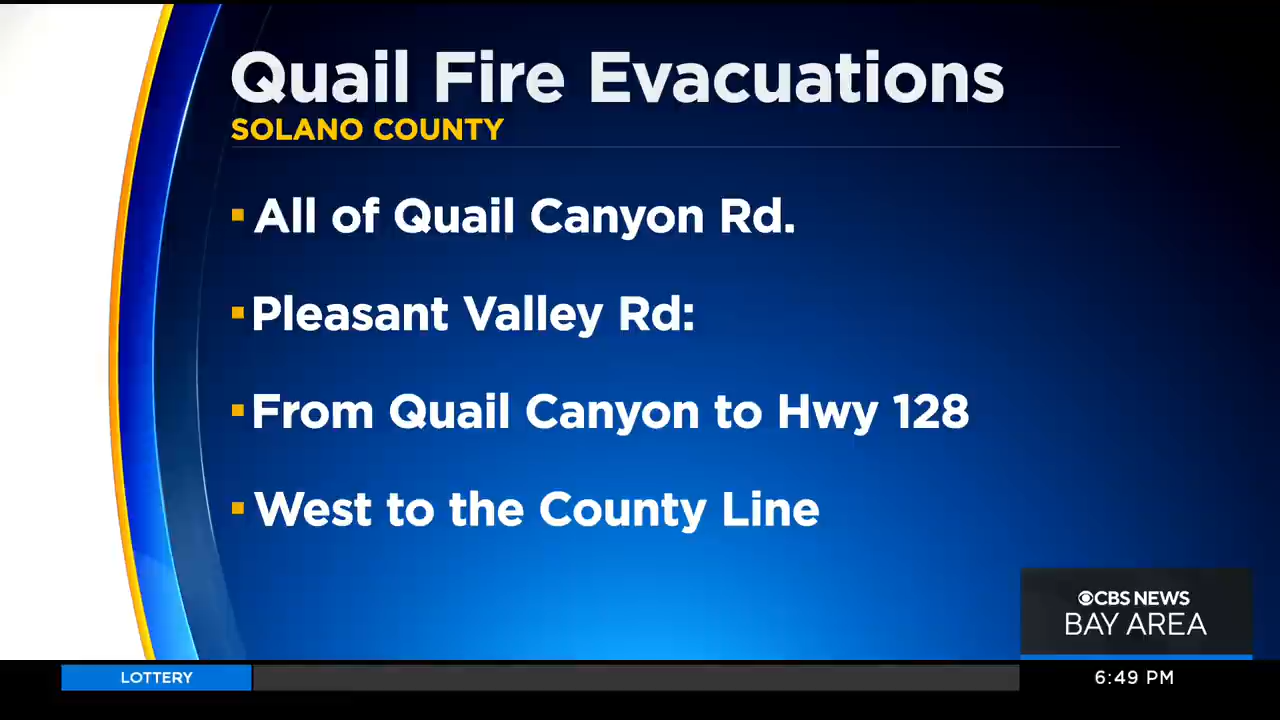 Quail Fire Evacuations
SOLANO COUNTY
All of Quail Canyon Rd.
Pleasant Valley Rd:
From Quail Canyon to Hwy 128
West to the County Line
CBS NEWS
BAY AREA
LOTTERY
6:49 PM